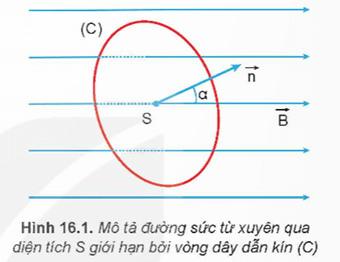 (C)
n
α
S
B
Hình 16.1. Mô tả đường sức từ xuyên qua
diện tích S giới hạn bởi vòng dây dẫn kín (C)